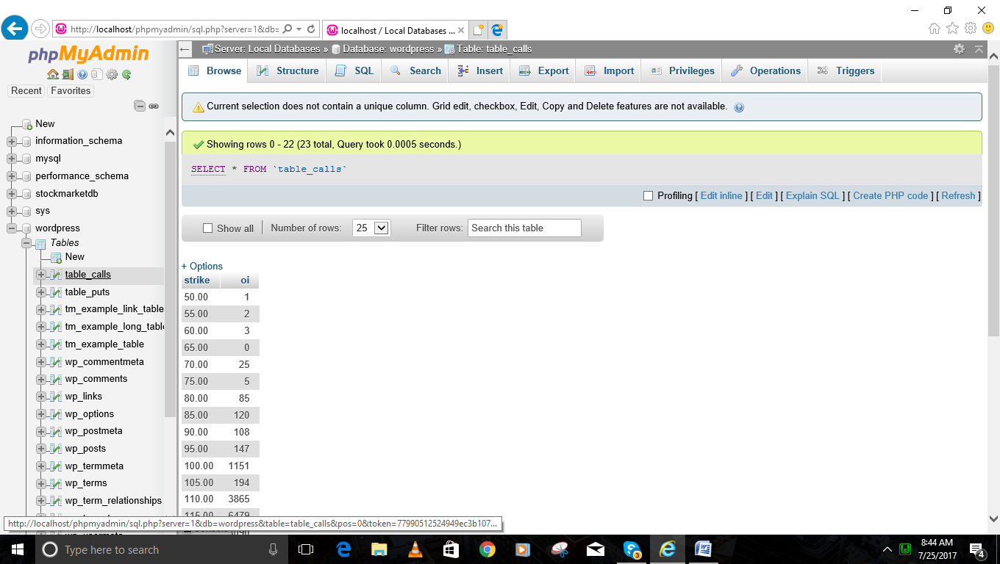 http://localhost/phpmyadmin/sql.php?server=1&db=
localhost / Local Databases ...
phpMyAdmin
Recent
Favorites
New
information_schema
mysql
performance_schema
stockmarketdb
sys
wordpress
Tables
New
table_calls
table_puts
tm_example_link_table
tm_example_long_table
tm_example_table
wp_commentmeta
wp_comments
wp_links
wp_options
wp_postmeta
wp_posts
wp_termmeta
wp_terms
wp_term_relationships
Server: Local Databases » Database: wordpress » Table: table_calls
Browse Structure SQL Search Insert Export Import Privileges Operations Triggers
Current selection does not contain a unique column. Grid edit, checkbox, Edit, Copy and Delete features are not available.
Showing rows 0 - 22 (23 total, Query took 0.0005 seconds.)
SELECT * FROM `table_calls`
Profiling [ Edit inline ] [ Edit ] [ Explain SQL ] [ Create PHP code ] [ Refresh ]
Show all Number of rows: 25 Filter rows: Search this table
+ Options
strike oi
50.00 1
55.00 2
60.00 3
65.00 0
70.00 25
75.00 5
80.00 85
85.00 120
90.00 108
95.00 147
100.00 1151
105.00 194
110.00 3865
115.00 6479
http://localhost/phpmyadmin/sql.php?server=1&db=wordpress&table=table_calls&pos=0&token=77990512524949ec3b107...
Type here to search
3
8:44 AM
7/25/2017
4